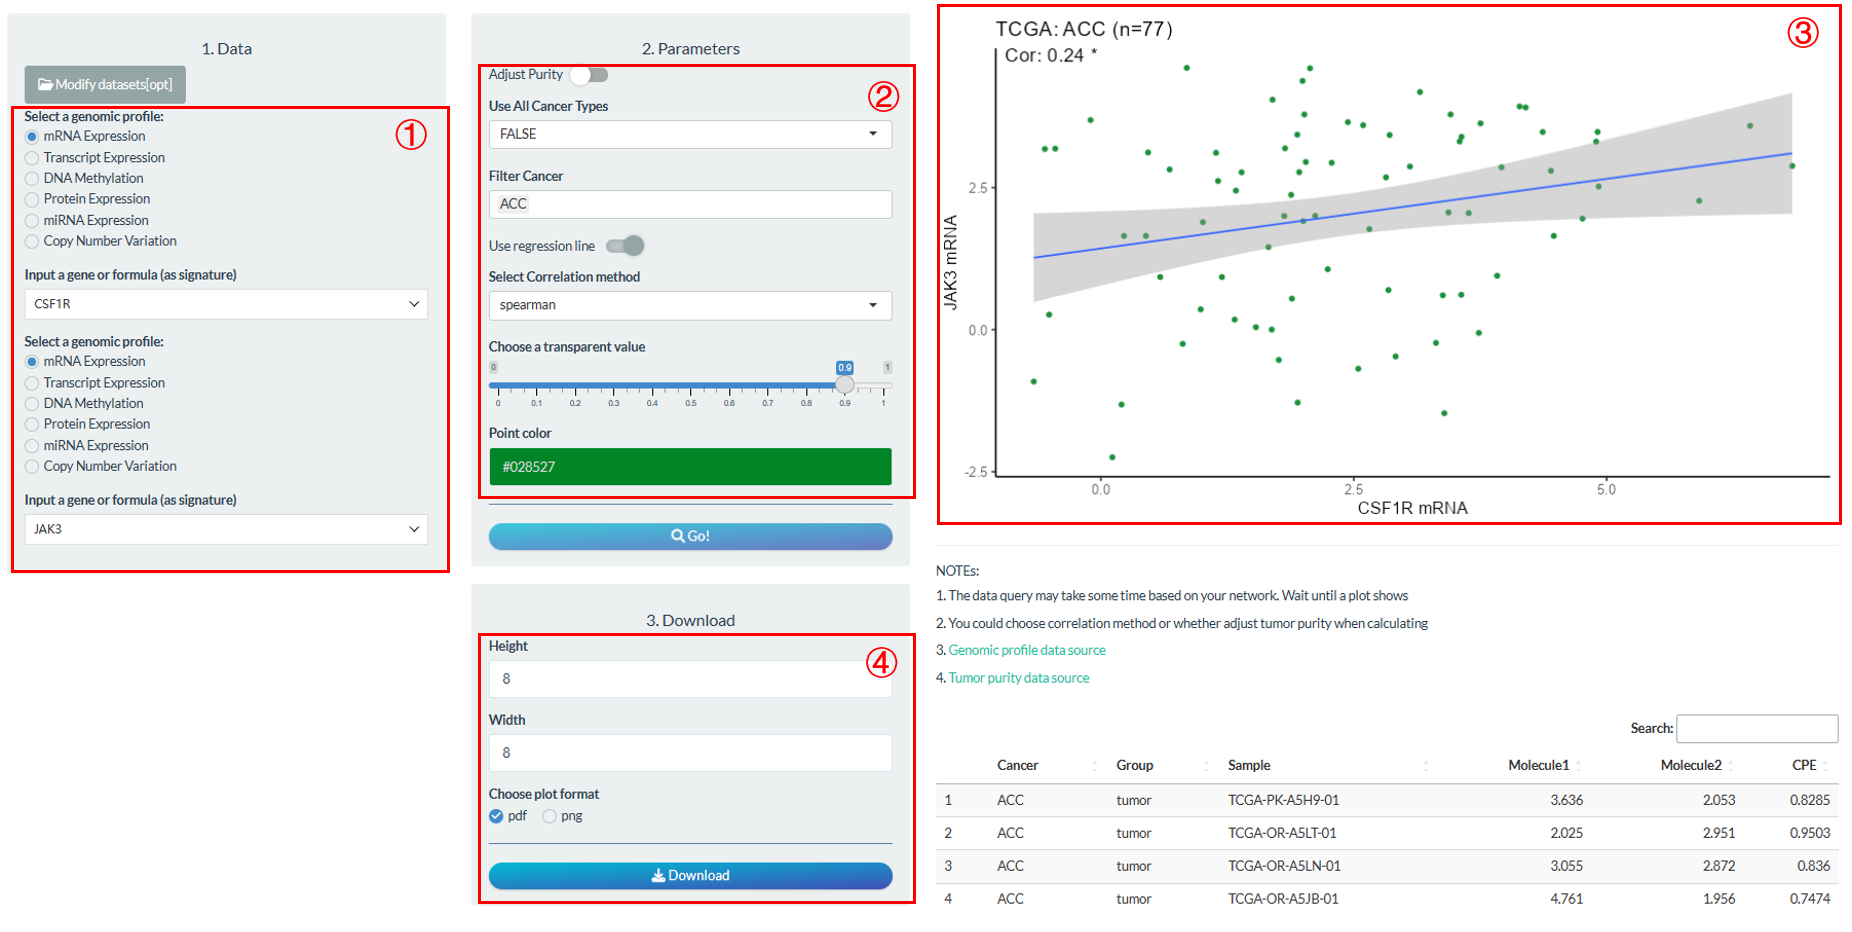 1. Data
Modify datasets[opt]
①
Select a genomic profile:
mRNA Expression
Transcript Expression
DNA Methylation
Protein Expression
miRNA Expression
Copy Number Variation
Input a gene or formula (as signature)
CSF1R
Select a genomic profile:
mRNA Expression
Transcript Expression
DNA Methylation
Protein Expression
miRNA Expression
Copy Number Variation
Input a gene or formula (as signature)
JAK3
2. Parameters
Adjust Purity
②
Use All Cancer Types
FALSE
Filter Cancer
ACC
Use regression line
Select Correlation method
spearman
Choose a transparent value
0 0.9 1
0 0.1 0.2 0.3 0.4 0.5 0.6 0.7 0.8 0.9 1
Point color
#028527
Go!
3. Download
④
Height
8
Width
8
Choose plot format
pdf png
Download
TCGA: ACC (n=77)
③
Cor: 0.24 *
JAK3 mRNA
2.5
0.0
-2.5
0.0 2.5 5.0
CSF1R mRNA
NOTEs:
1. The data query may take some time based on your network. Wait until a plot shows
2. You could choose correlation method or whether adjust tumor purity when calculating
3. Genomic profile data source
4. Tumor purity data source
Search:
Cancer Group Sample Molecule1 Molecule2 CPE
1 ACC tumor TCGA-PK-A5H9-01 3.636 2.053 0.8285
2 ACC tumor TCGA-OR-A5LT-01 2.025 2.951 0.9503
3 ACC tumor TCGA-OR-A5LN-01 3.055 2.872 0.836
4 ACC tumor TCGA-OR-A5JB-01 4.761 1.956 0.7474